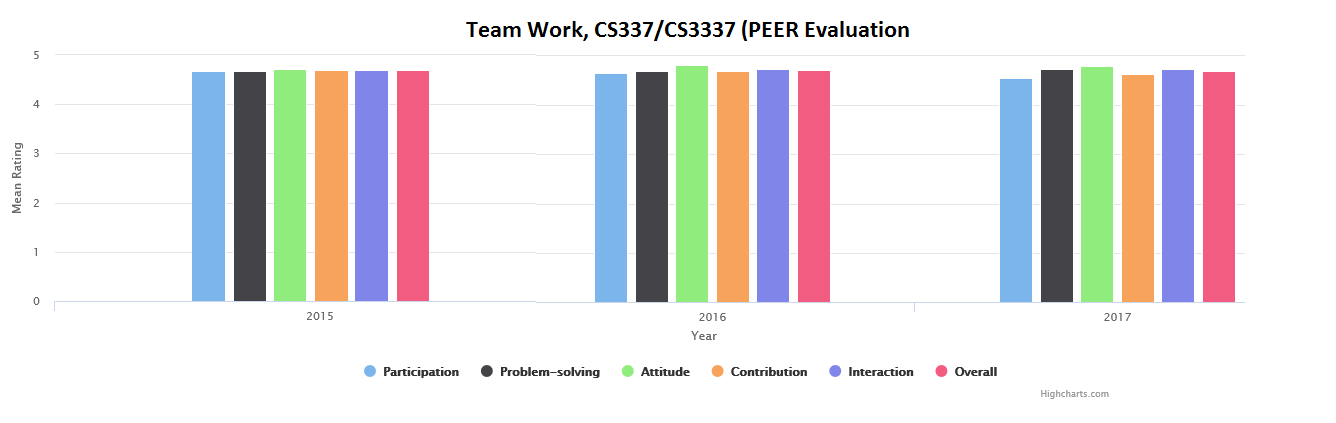 Team Work, CS337/CS3337 (PEER Evaluation
5
4
3
2
1
0
Mean Rating
2015
2016
2017
Year
Participation
Problem-solving
Attitude
Contribution
Interaction
Overall
Highcharts.com